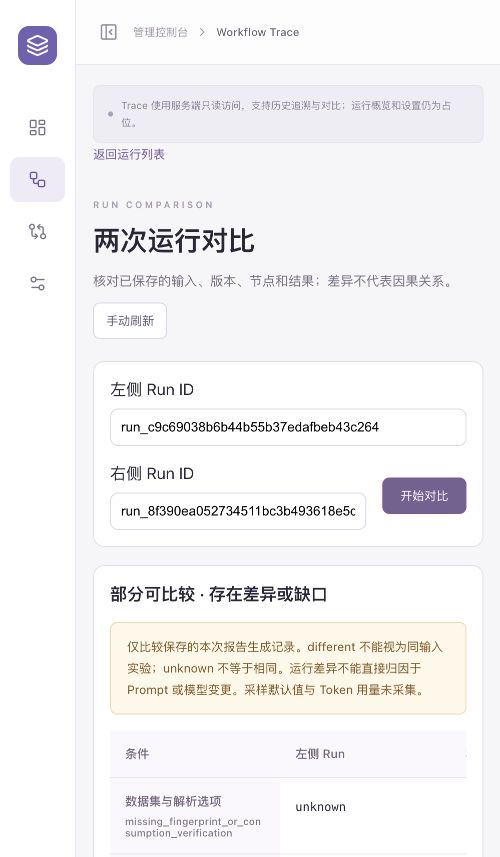 管理控制台 > Workflow Trace
Trace 使用服务端只读访问，支持历史追溯与对比；运行概览和设置仍为占
位。
返回运行列表
RUN COMPARISON
两次运行对比
核对已保存的输入、版本、节点和结果；差异不代表因果关系。
手动刷新
左侧 Run ID
run_c9c69038b6b44b55b37edafbeb43c264
右侧 Run ID
run_8f390ea052734511bc3b493618e5c
开始对比
部分可比较 · 存在差异或缺口
仅比较保存的本次报告生成记录。different 不能视为同输入
实验；unknown 不等于相同。运行差异不能直接归因于
Prompt 或模型变更。采样默认值与 Token 用量未采集。
条件 左侧 Run
数据集与解析选项
missing_fingerprint_or_con
sumption_verification
unknown